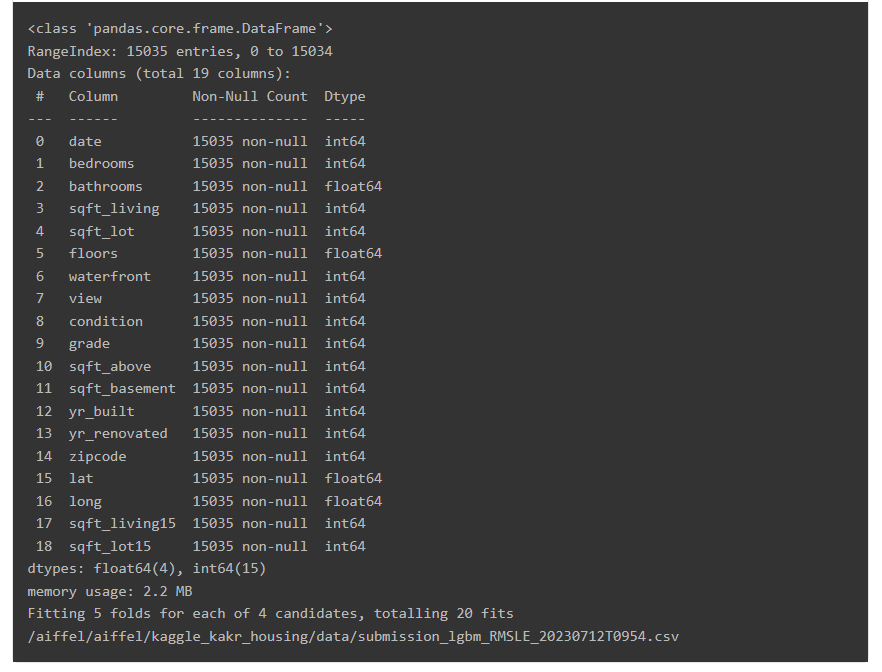 <class 'pandas.core.frame.DataFrame'>
RangeIndex: 15035 entries, 0 to 15034
Data columns (total 19 columns):
 #   Column         Non-Null Count  Dtype
---  ------         --------------  -----
 0   date           15035 non-null  int64
 1   bedrooms       15035 non-null  int64
 2   bathrooms      15035 non-null  float64
 3   sqft_living    15035 non-null  int64
 4   sqft_lot       15035 non-null  int64
 5   floors         15035 non-null  float64
 6   waterfront     15035 non-null  int64
 7   view           15035 non-null  int64
 8   condition      15035 non-null  int64
 9   grade          15035 non-null  int64
 10  sqft_above     15035 non-null  int64
 11  sqft_basement  15035 non-null  int64
 12  yr_built       15035 non-null  int64
 13  yr_renovated   15035 non-null  int64
 14  zipcode        15035 non-null  int64
 15  lat            15035 non-null  float64
 16  long           15035 non-null  float64
 17  sqft_living15  15035 non-null  int64
 18  sqft_lot15     15035 non-null  int64
dtypes: float64(4), int64(15)
memory usage: 2.2 MB
Fitting 5 folds for each of 4 candidates, totalling 20 fits
/aiffel/aiffel/kaggle_kakr_housing/data/submission_lgbm_RMSLE_20230712T0954.csv